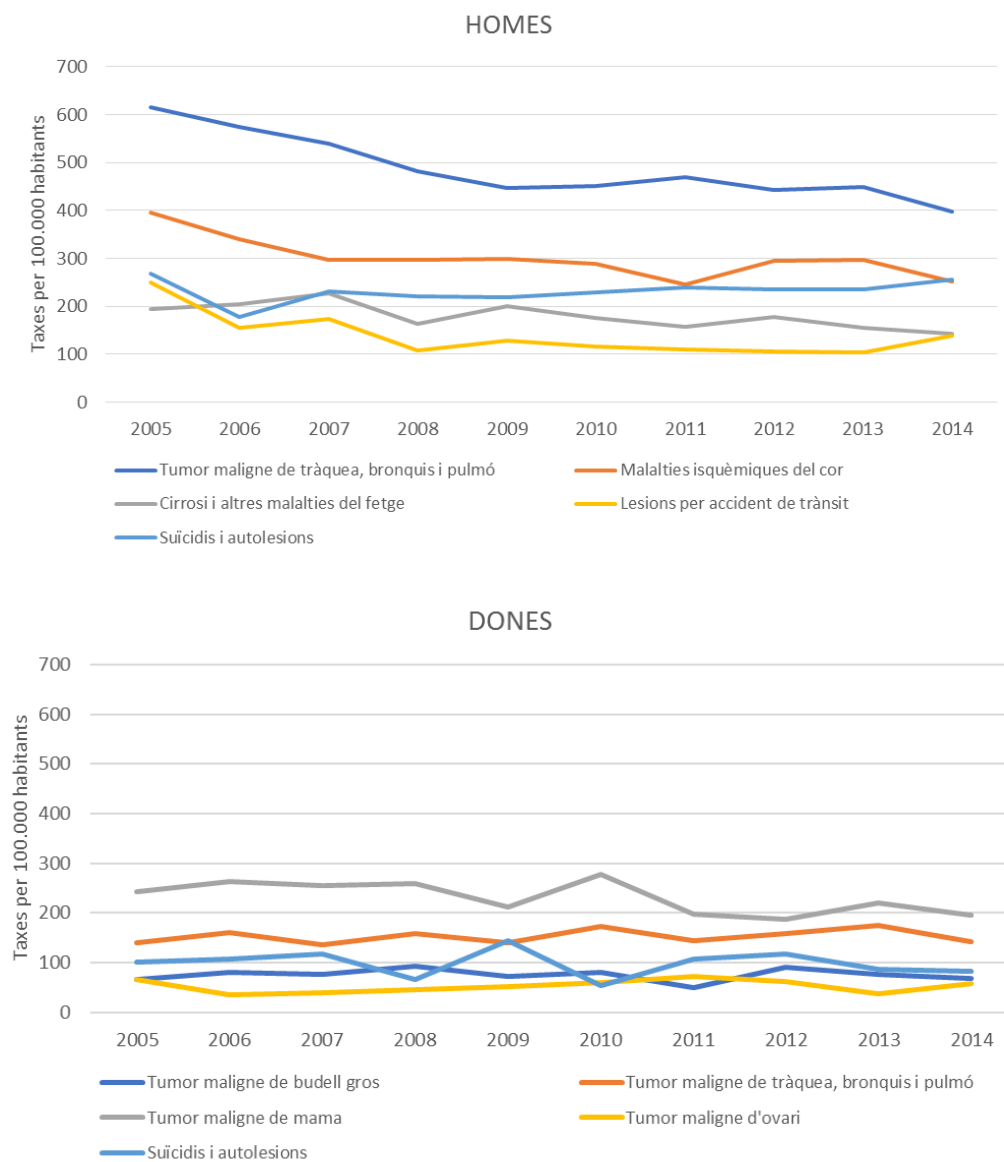 HOMES
Taxes per 100.000 habitants
700
600
500
400
300
200
100
0
2005 2006 2007 2008 2009 2010 2011 2012 2013 2014
Tumor maligne de tràquea, bronquis i pulmó Malalties isquèmiques del cor
Cirrosi i altres malalties del fetge Lesions per accident de trànsit
Suïcidis i autolesions
DONES
Taxes per 100.000 habitants
700
600
500
400
300
200
100
0
2005 2006 2007 2008 2009 2010 2011 2012 2013 2014
Tumor maligne de budell gros Tumor maligne de tràquea, bronquis i pulmó
Tumor maligne de mama Tumor maligne d'ovari
Suïcidis i autolesions